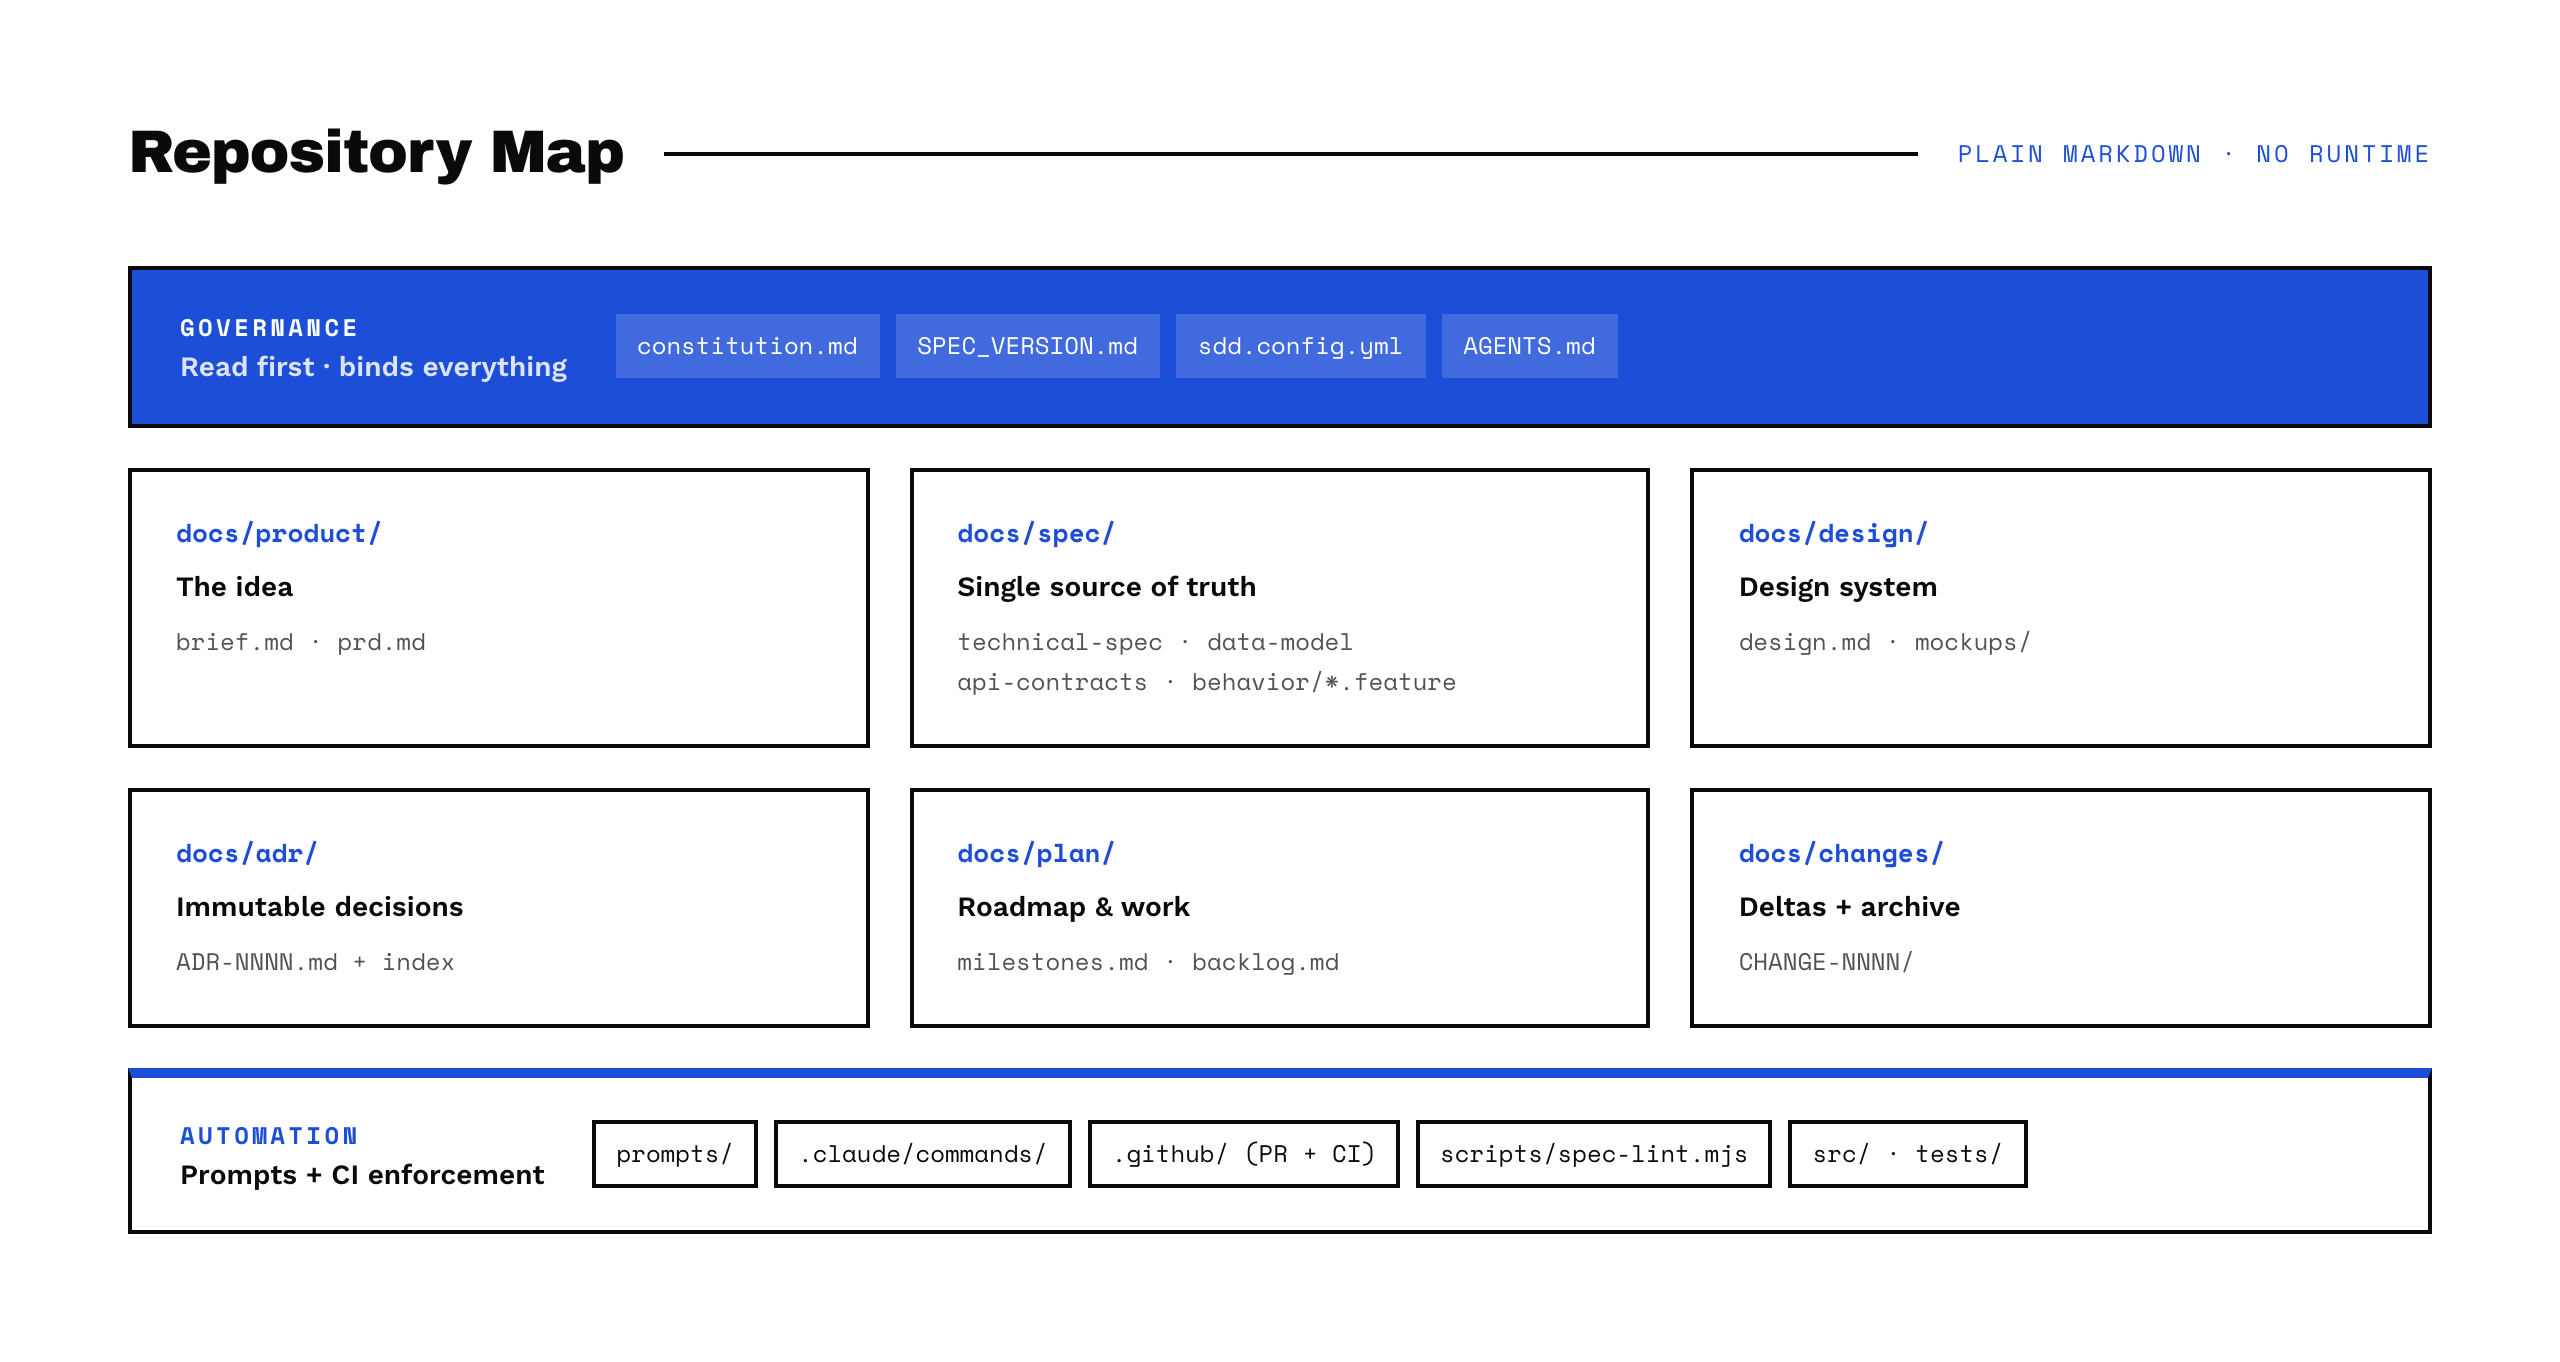 Repository Map
PLAIN MARKDOWN · NO RUNTIME
GOVERNANCE
Read first · binds everything
constitution.md
SPEC_VERSION.md
sdd.config.yml
AGENTS.md
docs/product/
The idea
brief.md · prd.md
docs/spec/
Single source of truth
technical-spec · data-model
api-contracts · behavior/*.feature
docs/design/
Design system
design.md · mockups/
docs/adr/
Immutable decisions
ADR-NNNN.md + index
docs/plan/
Roadmap & work
milestones.md · backlog.md
docs/changes/
Deltas + archive
CHANGE-NNNN/
AUTOMATION
Prompts + CI enforcement
prompts/
.claude/commands/
.github/ (PR + CI)
scripts/spec-lint.mjs
src/ · tests/